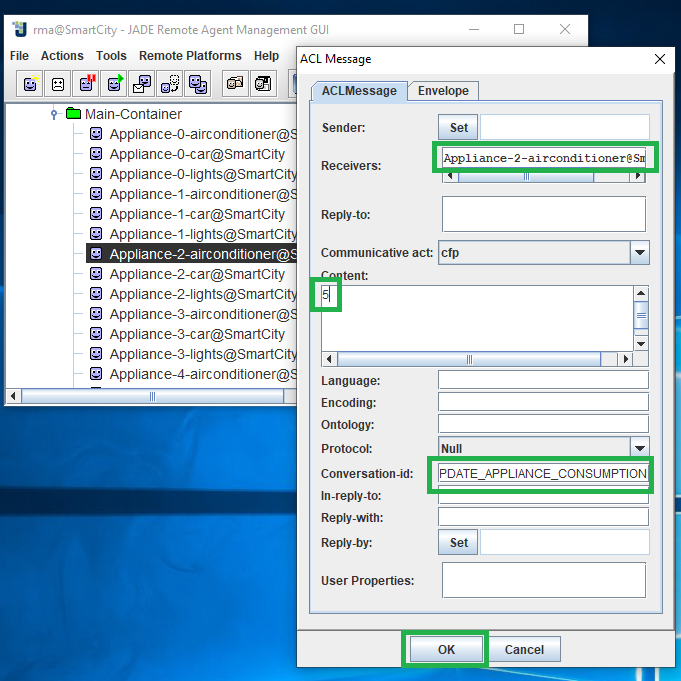 rma@SmartCity - JADE Remote Agent Management GUI
File Actions Tools Remote Platforms Help
Main-Container
Appliance-0-airconditioner@S
Appliance-0-car@SmartCity
Appliance-0-lights@SmartCity
Appliance-1-airconditioner@S
Appliance-1-car@SmartCity
Appliance-1-lights@SmartCity
Appliance-2-airconditioner@S
Appliance-2-car@SmartCity
Appliance-2-lights@SmartCity
Appliance-3-airconditioner@S
Appliance-3-car@SmartCity
Appliance-3-lights@SmartCity
Appliance-4-airconditioner@S
ACL Message
ACLMessage Envelope
Sender: Set
Receivers: Appliance-2-airconditioner@Sm
Reply-to:
Communicative act: cfp
Content:
5
Language:
Encoding:
Ontology:
Protocol: Null
Conversation-id: PDATE_APPLIANCE_CONSUMPTION
In-reply-to:
Reply-with:
Reply-by: Set
User Properties:
OK Cancel